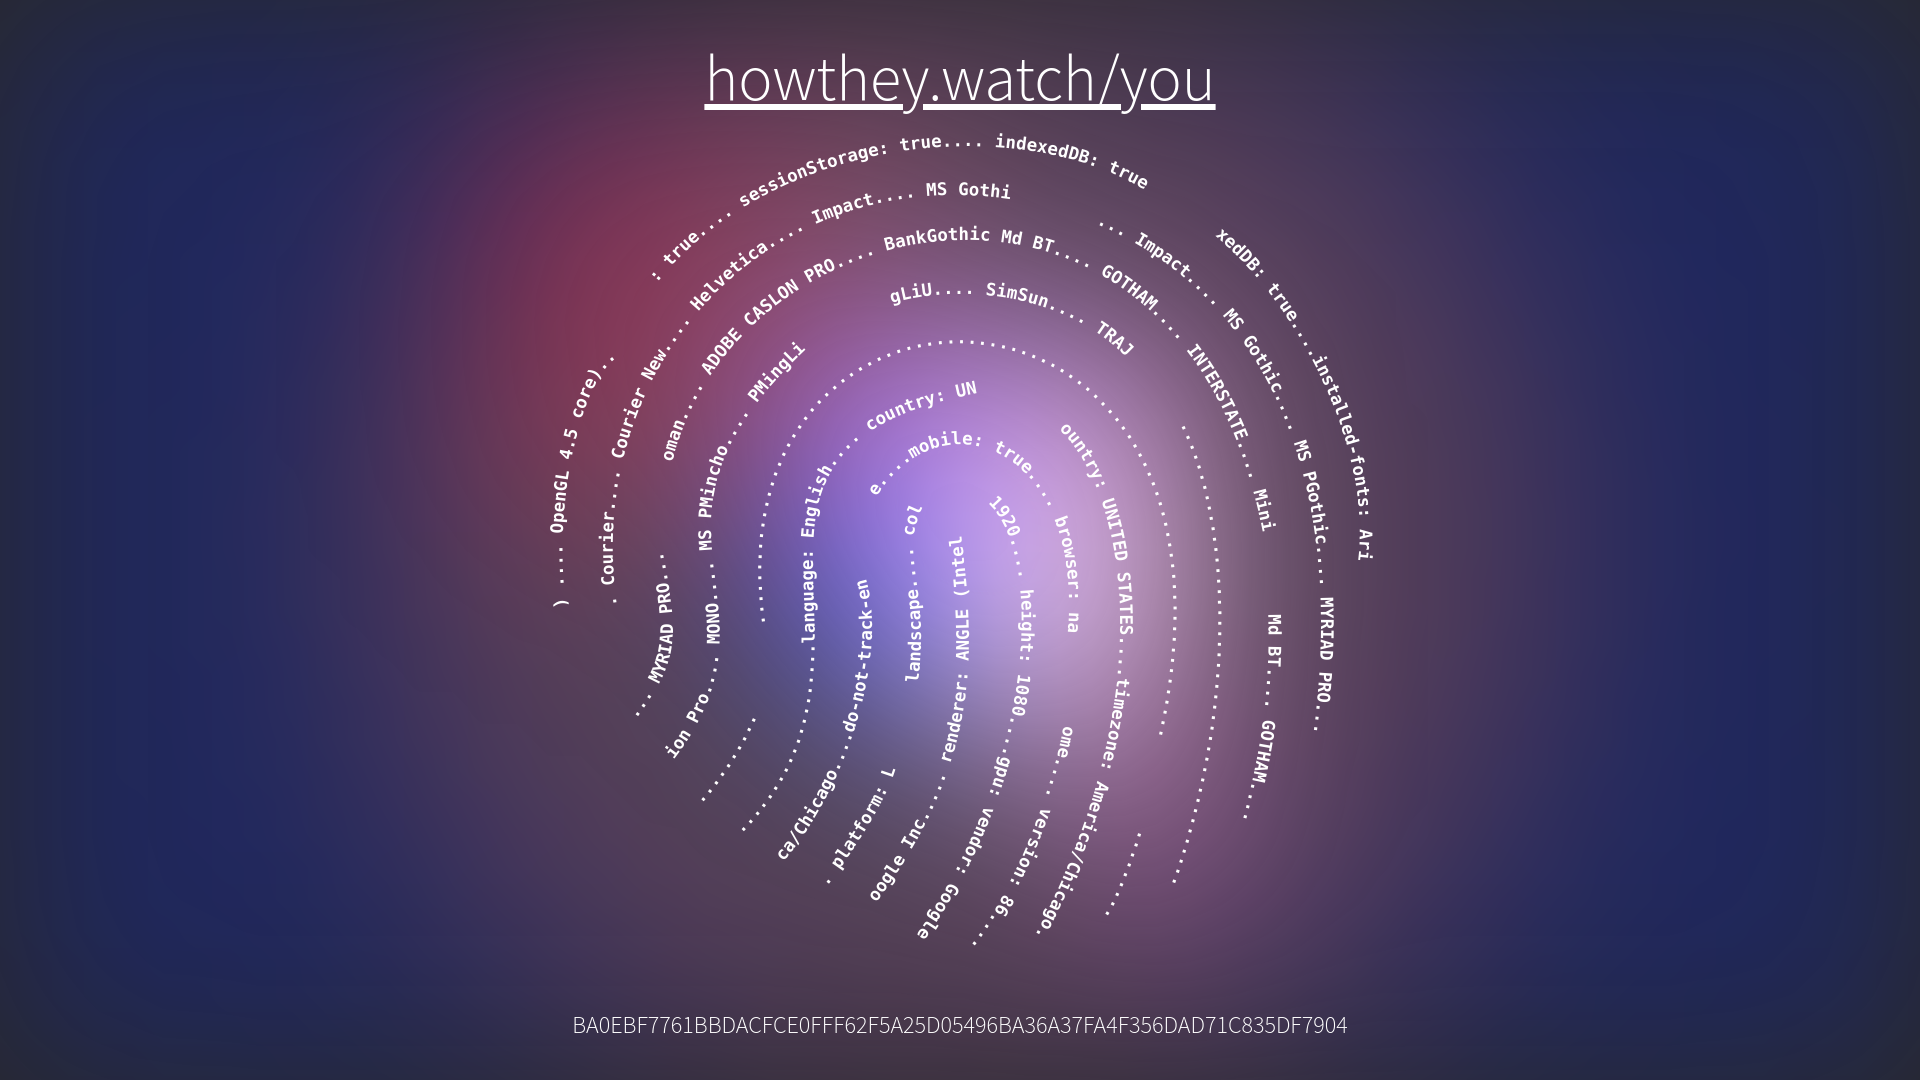 howthey.watch/you
: true.... sessionStorage: true.... indexedDB: true
xedDB: true.....installed-fonts: Ari
) .... OpenGL 4.5 core)..
. Courier.... Courier New.... Helvetica.... Impact.... MS Gothi
... Impact.... MS Gothic.... MS PGothic.... MYRIAD PRO...
... MYRIAD PRO...
oman.... ADOBE CASLON PRO.... BankGothic Md BT.... GOTHAM.... INTERSTATE.... Mini
Md BT.... GOTHAM.....
ion Pro.... MONO.... MS PMincho.... PMingLi
gLiU.... SimSun.... TRAJ
language: English.... country: UN
ountry: UNITED STATES....timezone: America/Chicago.
ca/Chicago....do-not-track-en
e.....mobile: true.... browser: na
ome.... version: 86....
. platform: L
landscape.... col
1920.... height: 1080....gpu: vendor: Google
oogle Inc..... renderer: ANGLE (Intel
BA0EBF7761BBDACFCE0FFF62F5A25D05496BA36A37FA4F356DAD71C835DF7904